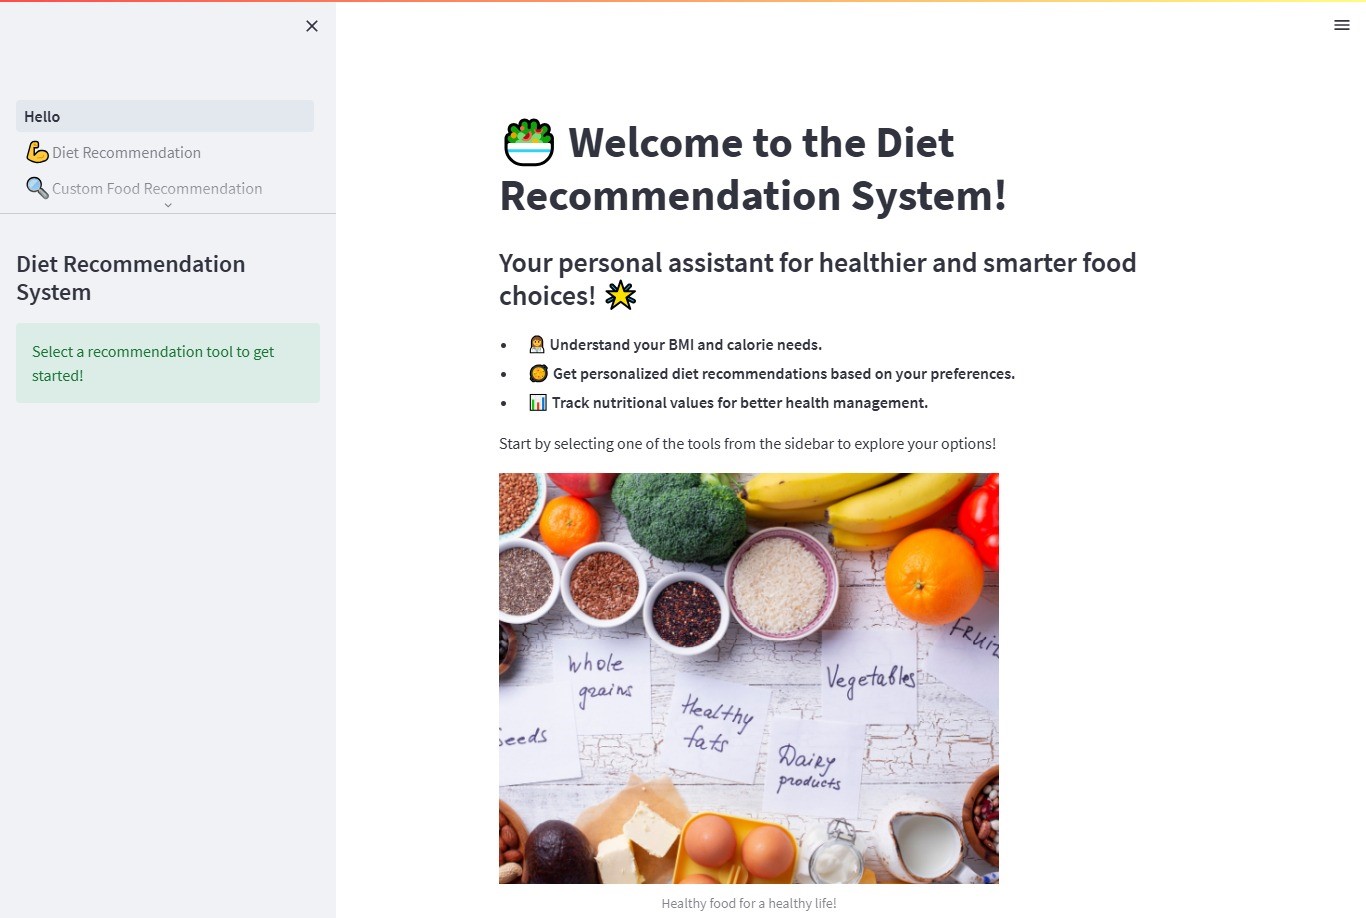 Hello
Diet Recommendation
Custom Food Recommendation
Diet Recommendation
System
Select a recommendation tool to get
started!
Welcome to the Diet
Recommendation System!
Your personal assistant for healthier and smarter food
choices!
Understand your BMI and calorie needs.
Get personalized diet recommendations based on your preferences.
Track nutritional values for better health management.
Start by selecting one of the tools from the sidebar to explore your options!
Fruit
whole
grains
Vegetables
Healthy
fats
Seeds
Dairy
products
Healthy food for a healthy life!